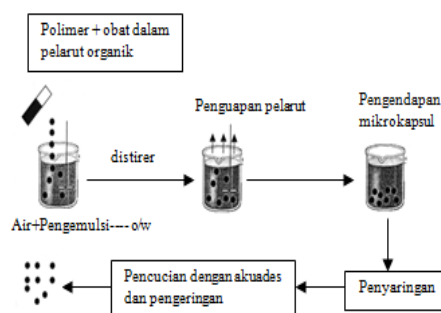 Polimer + obat dalam
pelarut organik
Penguapan pelarut
Pengendapan
mikrokapsul
distirer
Air+Pengemulsi---- o/w
Pencucian dengan akuades
dan pengeringan
Penyaringan